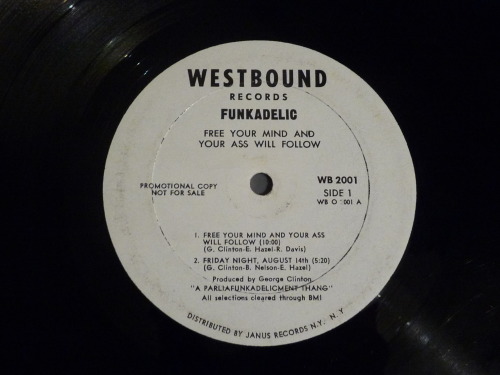 WESTBOUND
RECORDS
FUNKADELIC
FREE YOUR MIND AND
YOUR ASS WILL FOLLOW
PROMOTIONAL COPY
NOT FOR SALE
WB 2001
SIDE 1
WB O 2001 A
1. FREE YOUR MIND AND YOUR ASS
WILL FOLLOW (10:00)
(G. Clinton-E. Hazel-R. Davis)
2. FRIDAY NIGHT, AUGUST 14th (5:20)
(G. Clinton-B. Nelson-E. Hazel)
Produced by George Clinton
"A PARLIAFUNKADELICMENT THANG"
All selections cleared through BMI
DISTRIBUTED BY JANUS RECORDS N.Y. N.Y